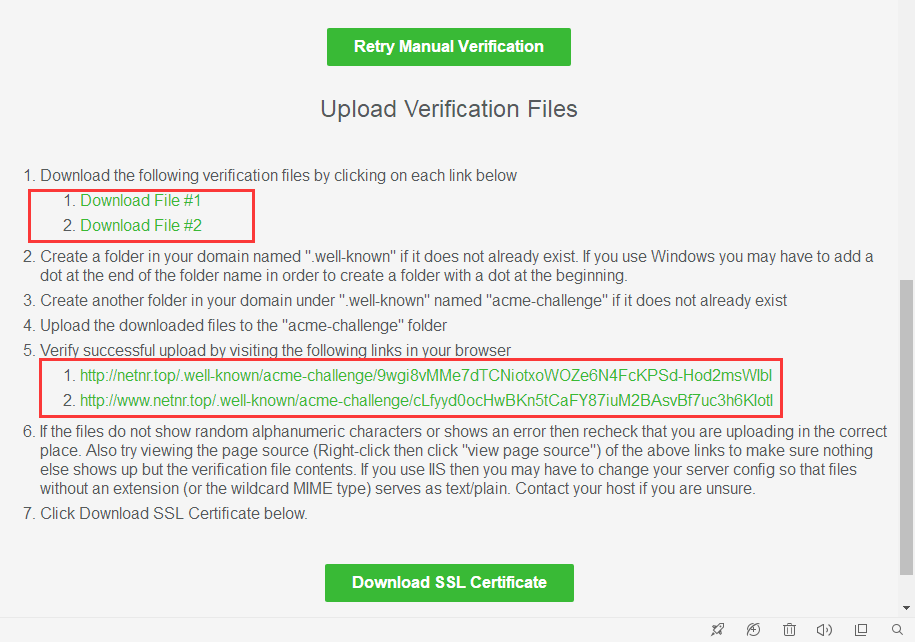 Retry Manual Verification
Upload Verification Files
1. Download the following verification files by clicking on each link below
1. Download File #1
2. Download File #2
2. Create a folder in your domain named ".well-known" if it does not already exist. If you use Windows you may have to add a
dot at the end of the folder name in order to create a folder with a dot at the beginning.
3. Create another folder in your domain under ".well-known" named "acme-challenge" if it does not already exist
4. Upload the downloaded files to the "acme-challenge" folder
5. Verify successful upload by visiting the following links in your browser
1. http://netnr.top/.well-known/acme-challenge/9wgi8vMMe7dTCNiotxoWOZe6N4FcKPSd-Hod2msWlbI
2. http://www.netnr.top/.well-known/acme-challenge/cLfyyd0ocHwBKn5tCaFY87iuM2BAsvBf7uc3h6KlotI
6. If the files do not show random alphanumeric characters or shows an error then recheck that you are uploading in the correct
place. Also try viewing the page source (Right-click then click "view page source") of the above links to make sure nothing
else shows up but the verification file contents. If you use IIS then you may have to change your server config so that files
without an extension (or the wildcard MIME type) serves as text/plain. Contact your host if you are unsure.
7. Click Download SSL Certificate below.
Download SSL Certificate